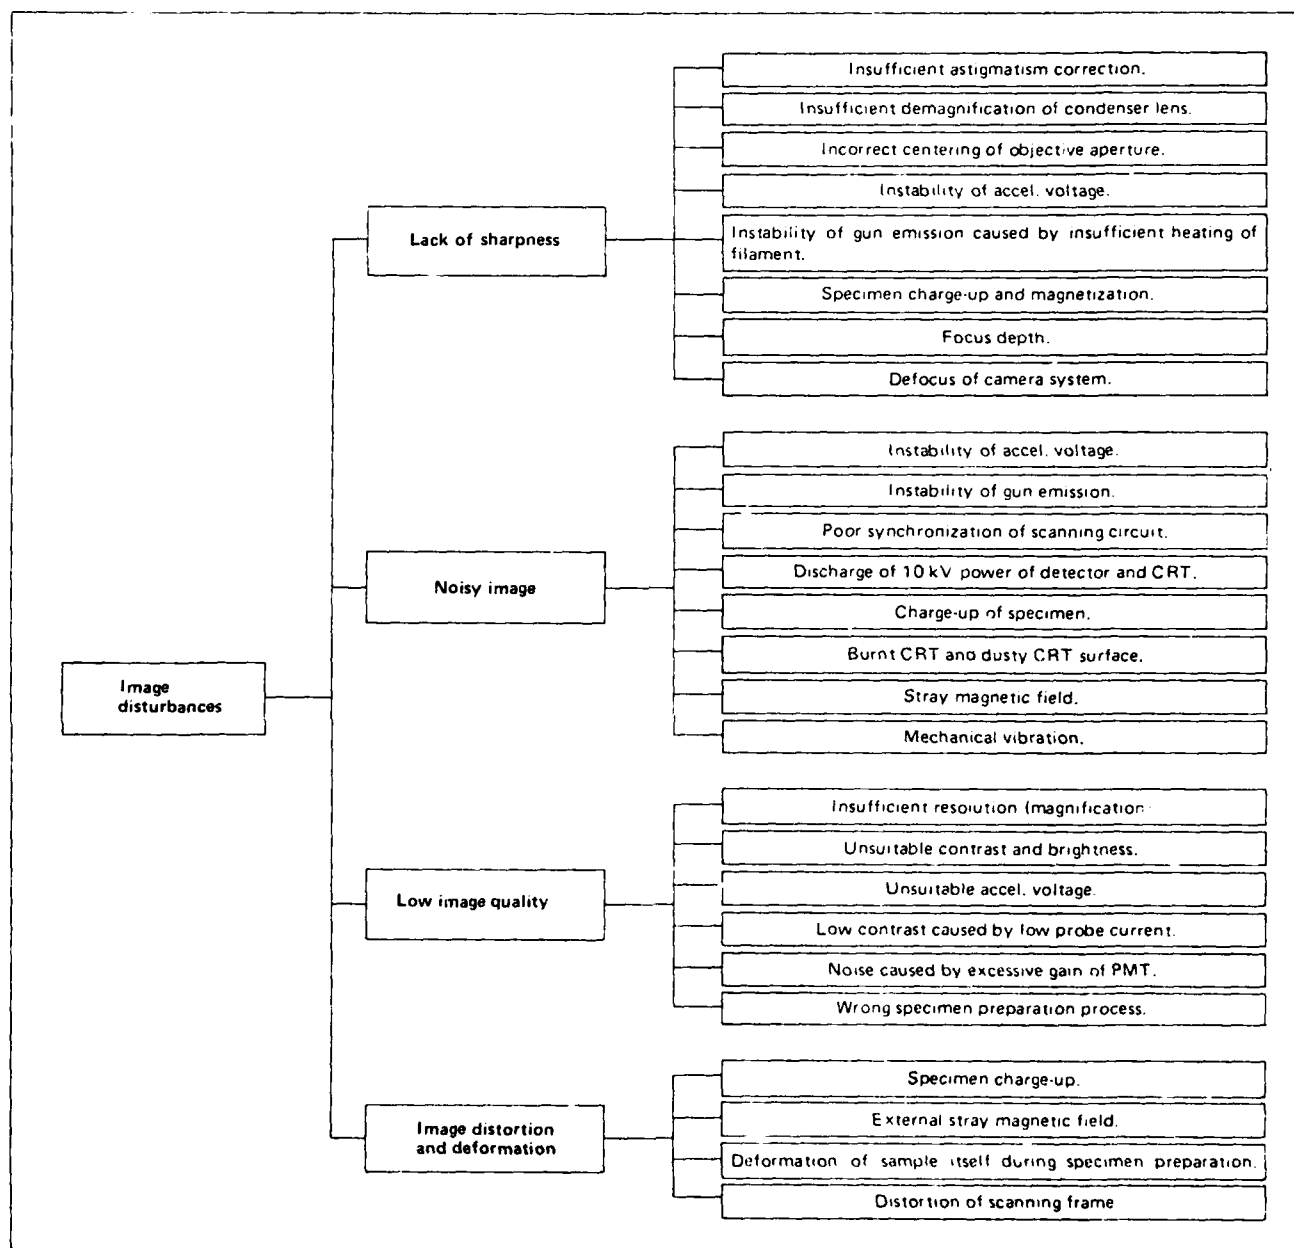 Insufficient astigmatism correction.
Insufficient demagnification of condenser lens.
Incorrect centering of objective aperture.
Instability of accel. voltage.
Lack of sharpness
Instability of gun emission caused by insufficient heating of
filament.
Specimen charge-up and magnetization.
Focus depth.
Defocus of camera system.
Instability of accel. voltage.
Instability of gun emission.
Poor synchronization of scanning circuit.
Discharge of 10 kV power of detector and CRT.
Noisy image
Charge-up of specimen.
Burnt CRT and dusty CRT surface.
Stray magnetic field.
Mechanical vibration.
Image
disturbances
Insufficient resolution (magnification
Unsuitable contrast and brightness.
Unsuitable accel. voltage.
Low image quality
Low contrast caused by low probe current.
Noise caused by excessive gain of PMT.
Wrong specimen preparation process.
Specimen charge-up.
External stray magnetic field.
Image distortion
and deformation
Deformation of sample itself during specimen preparation.
Distortion of scanning frame